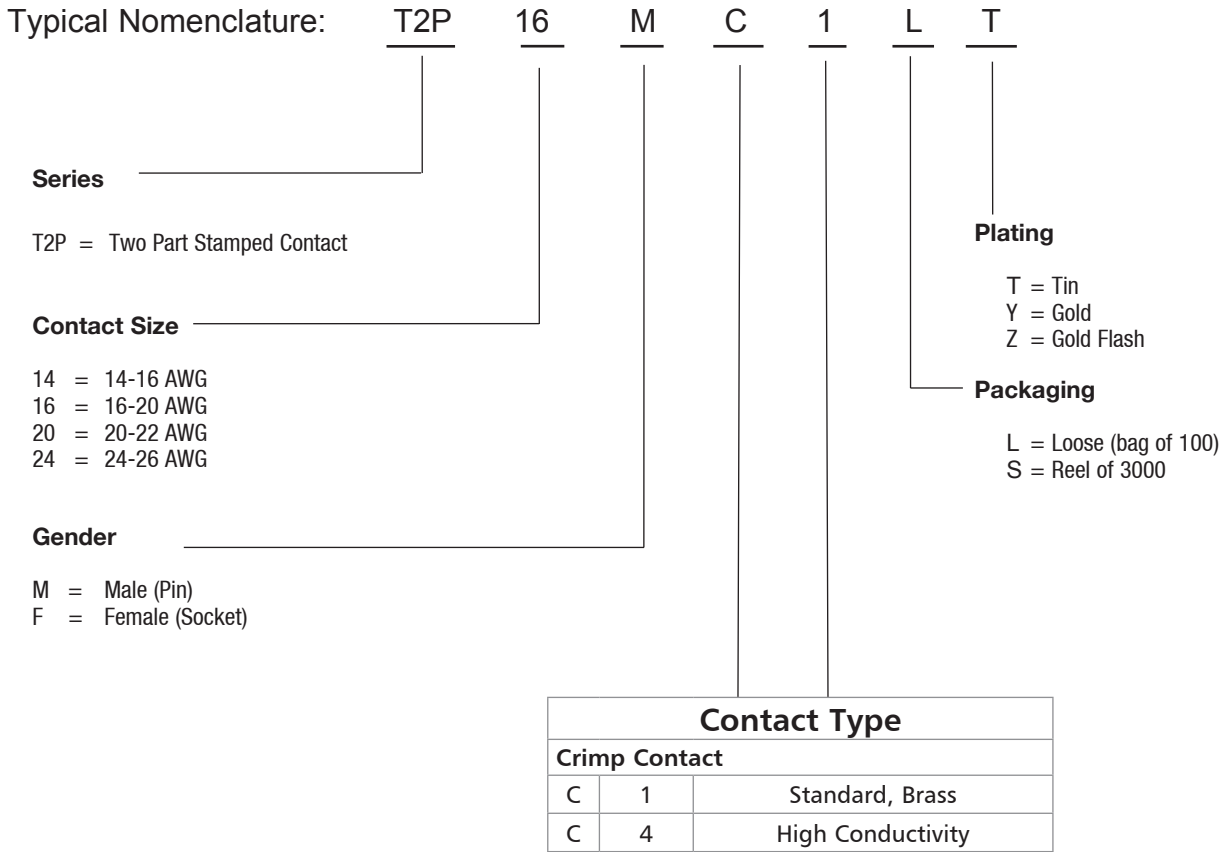 Typical Nomenclature: T2P 16 M C 1 L T
Series
T2P = Two Part Stamped Contact
Contact Size
14 = 14-16 AWG
16 = 16-20 AWG
20 = 20-22 AWG
24 = 24-26 AWG
Gender
M = Male (Pin)
F = Female (Socket)
Plating
T = Tin
Y = Gold
Z = Gold Flash
Packaging
L = Loose (bag of 100)
S = Reel of 3000
Contact Type
Crimp Contact
C 1 Standard, Brass
C 4 High Conductivity